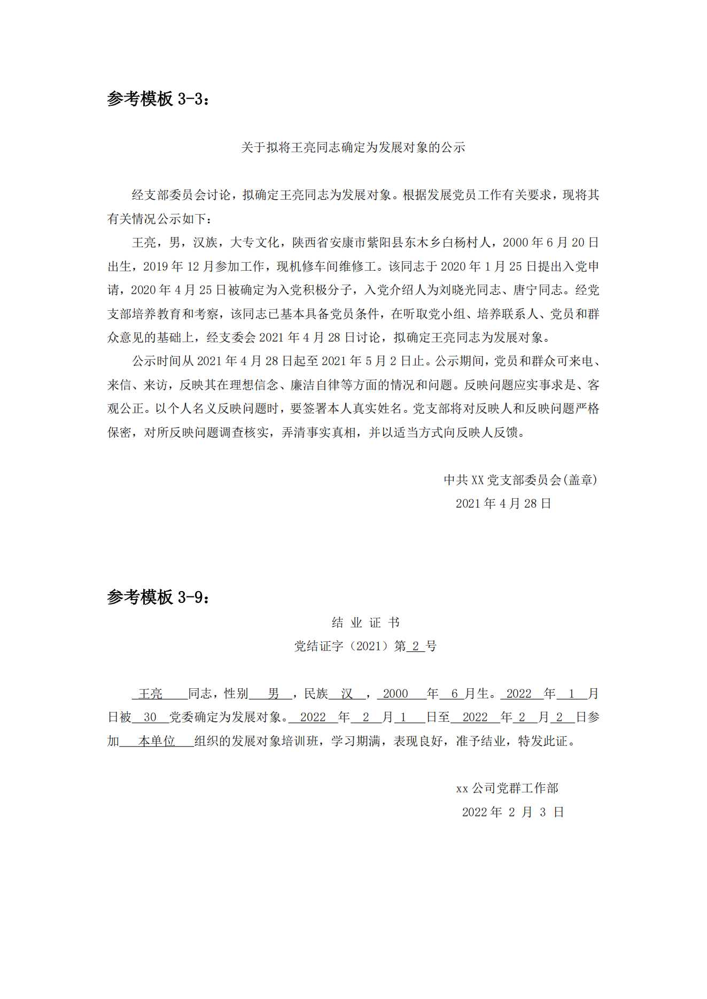 参考模板 3-3：
关于拟将王亮同志确定为发展对象的公示
经支部委员会讨论，拟确定王亮同志为发展对象。根据发展党员工作有关要求，现将其
有关情况公示如下：
王亮，男，汉族，大专文化，陕西省安康市紫阳县东木乡白杨村人，2000 年 6 月 20 日
出生，2019 年 12 月参加工作，现机修车间维修工。该同志于 2020 年 1 月 25 日提出入党申
请，2020 年 4 月 25 日被确定为入党积极分子，入党介绍人为刘晓光同志、唐宁同志。经党
支部培养教育和考察，该同志已基本具备党员条件，在听取党小组、培养联系人、党员和群
众意见的基础上，经支委会 2021 年 4 月 28 日讨论，拟确定王亮同志为发展对象。
公示时间从 2021 年 4 月 28 日起至 2021 年 5 月 2 日止。公示期间，党员和群众可来电、
来信、来访，反映其在理想信念、廉洁自律等方面的情况和问题。反映问题应实事求是、客
观公正。以个人名义反映问题时，要签署本人真实姓名。党支部将对反映人和反映问题严格
保密，对所反映问题调查核实，弄清事实真相，并以适当方式向反映人反馈。
中共 XX 党支部委员会(盖章)
2021 年 4 月 28 日
参考模板 3-9：
结 业 证 书
党结证字（2021）第 2 号
王亮 同志，性别 男 ，民族 汉 ， 2000 年 6 月生。 2022 年 1 月
日被 30 党委确定为发展对象。 2022 年 2 月 1 日至 2022 年 2 月 2 日参
加 本单位 组织的发展对象培训班，学习期满，表现良好，准予结业，特发此证。
xx 公司党群工作部
2022 年 2 月 3 日